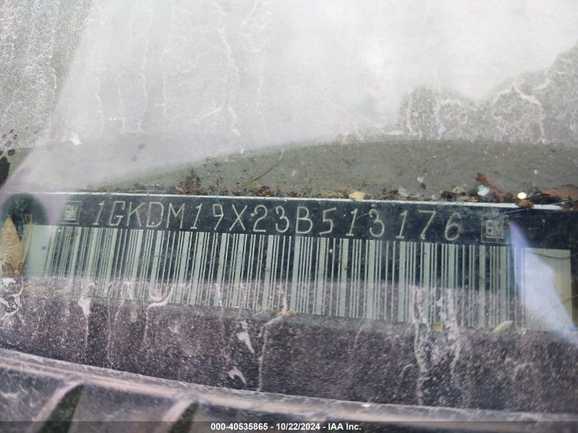 1GKDM19X23B513176
000-40535865 - 10/22/2024 - IAA Inc.